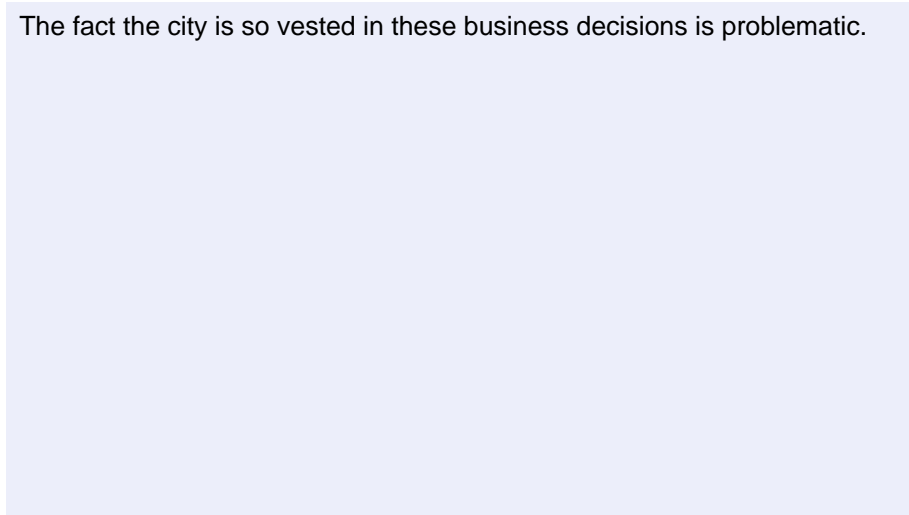 The fact the city is so vested in these business decisions is problematic.